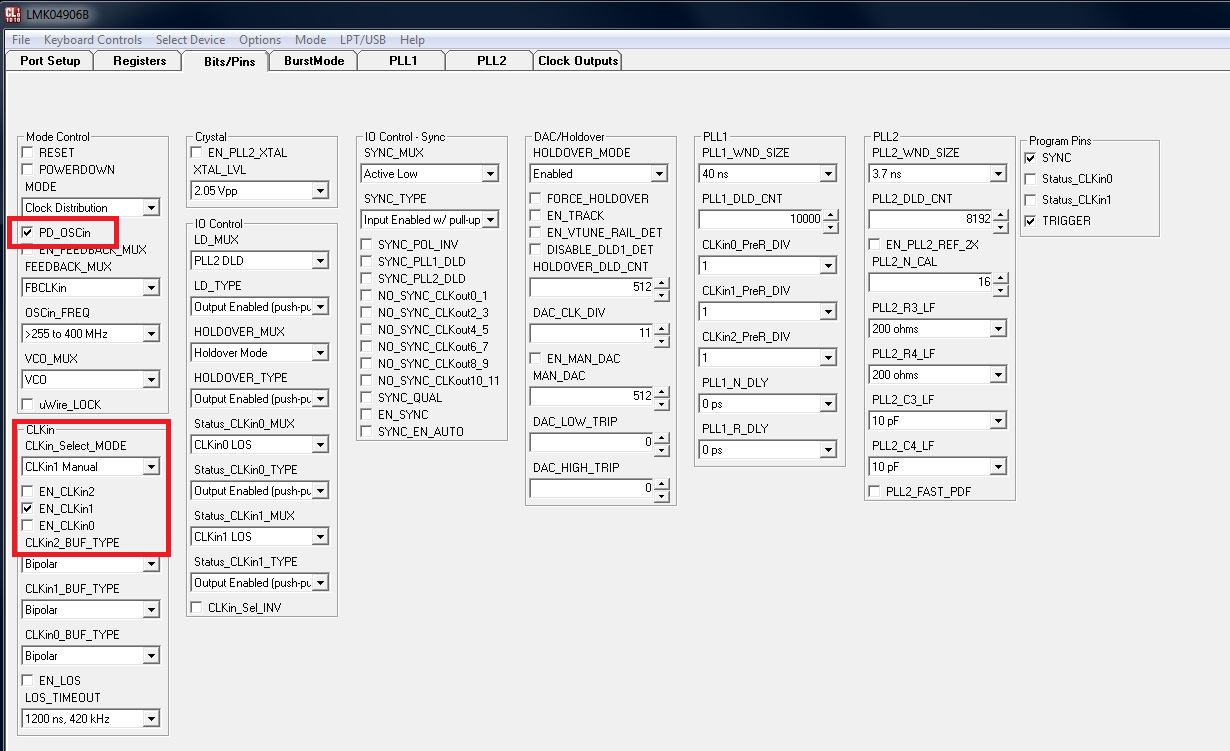 LMK04906B
File Keyboard Controls Select Device Options Mode LPT/USB Help
Port Setup Registers Bits/Pins BurstMode PLL1 PLL2 Clock Outputs
Mode Control
RESET
POWERDOWN
MODE
Clock Distribution
PD_OSCin
EN_FEEDBACK_MUX
FEEDBACK_MUX
FBCLKin
OSCin_FREQ
>255 to 400 MHz
VCO_MUX
VCO
uWire_LOCK
CLKin
CLKin_Select_MODE
CLKin1 Manual
EN_CLKin2
EN_CLKin1
EN_CLKin0
CLKin2_BUF_TYPE
Bipolar
CLKin1_BUF_TYPE
Bipolar
CLKin0_BUF_TYPE
Bipolar
EN_LOS
LOS_TIMEOUT
1200 ns, 420 kHz
Crystal
EN_PLL2_XTAL
XTAL_LVL
2.05 Vpp
IO Control
LD_MUX
PLL2 DLD
LD_TYPE
Output Enabled (push-pu
HOLDOVER_MUX
Holdover Mode
HOLDOVER_TYPE
Output Enabled (push-pu
Status_CLKin0_MUX
CLKin0 LOS
Status_CLKin0_TYPE
Output Enabled (push-pu
Status_CLKin1_MUX
CLKin1 LOS
Status_CLKin1_TYPE
Output Enabled (push-pu
CLKin_Sel_INV
IO Control - Sync
SYNC_MUX
Active Low
SYNC_TYPE
Input Enabled w/ pull-up
SYNC_POL_INV
SYNC_PLL1_DLD
SYNC_PLL2_DLD
NO_SYNC_CLKout0_1
NO_SYNC_CLKout2_3
NO_SYNC_CLKout4_5
NO_SYNC_CLKout6_7
NO_SYNC_CLKout8_9
NO_SYNC_CLKout10_11
SYNC_QUAL
EN_SYNC
SYNC_EN_AUTO
DAC/Holdover
HOLDOVER_MODE
Enabled
FORCE_HOLDOVER
EN_TRACK
EN_VTUNE_RAIL_DET
DISABLE_DLD1_DET
HOLDOVER_DLD_CNT
512
DAC_CLK_DIV
11
EN_MAN_DAC
MAN_DAC
512
DAC_LOW_TRIP
0
DAC_HIGH_TRIP
0
PLL1
PLL1_WND_SIZE
40 ns
PLL1_DLD_CNT
10000
CLKin0_PreR_DIV
1
CLKin1_PreR_DIV
1
CLKin2_PreR_DIV
1
PLL1_N_DLY
0 ps
PLL1_R_DLY
0 ps
PLL2
PLL2_WND_SIZE
3.7 ns
PLL2_DLD_CNT
8192
EN_PLL2_REF_2X
PLL2_N_CAL
16
PLL2_R3_LF
200 ohms
PLL2_R4_LF
200 ohms
PLL2_C3_LF
10 pF
PLL2_C4_LF
10 pF
PLL2_FAST_PDF
Program Pins
SYNC
Status_CLKin0
Status_CLKin1
TRIGGER